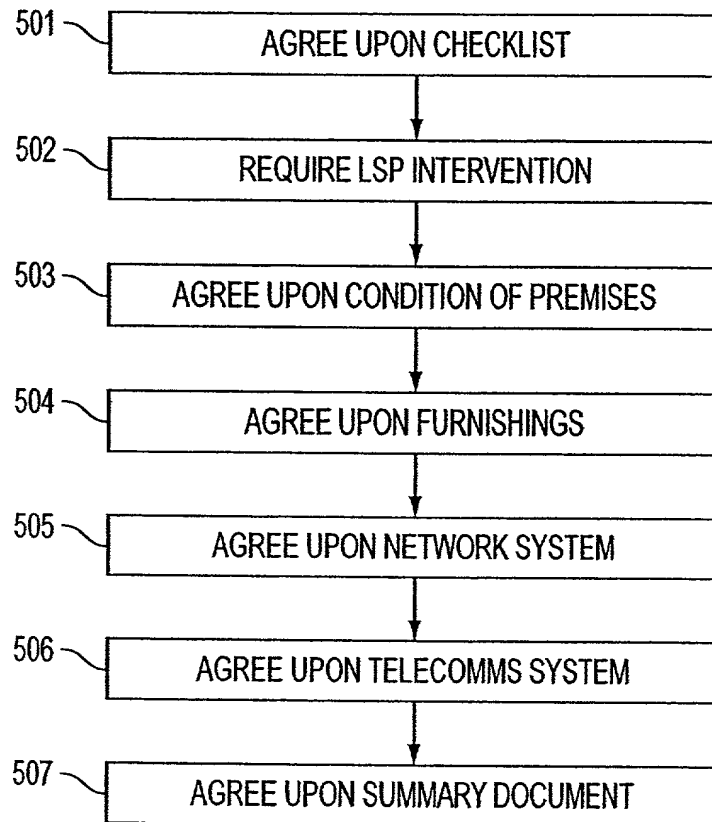 501 AGREE UPON CHECKLIST
502 REQUIRE LSP INTERVENTION
503 AGREE UPON CONDITION OF PREMISES
504 AGREE UPON FURNISHINGS
505 AGREE UPON NETWORK SYSTEM
506 AGREE UPON TELECOMMS SYSTEM
507 AGREE UPON SUMMARY DOCUMENT